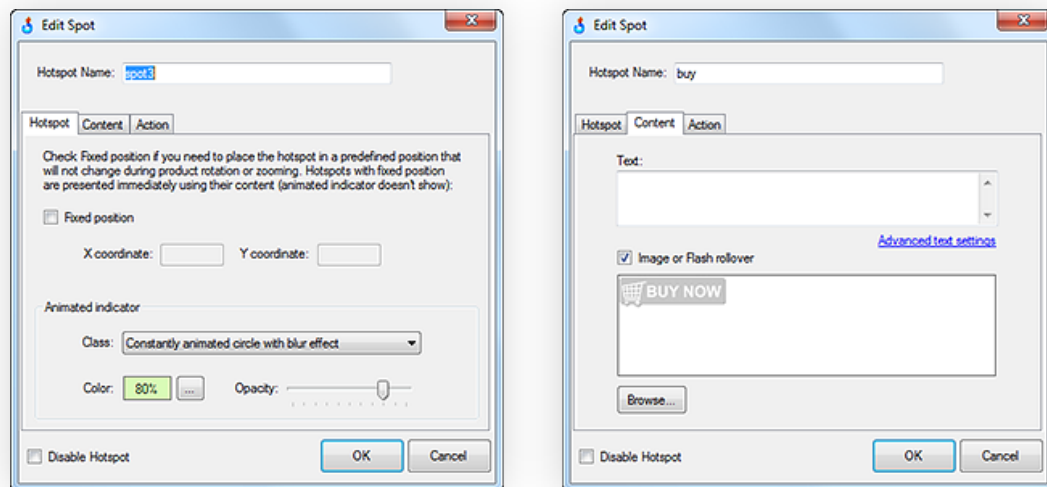 Edit Spot
Hotspot Name: spot3
Hotspot Content Action
Check Fixed position if you need to place the hotspot in a predefined position that
will not change during product rotation or zooming. Hotspots with fixed position
are presented immediately using their content (animated indicator doesn't show):
Fixed position
X coordinate: Y coordinate:
Animated indicator
Class: Constantly animated circle with blur effect
Color: 80% ... Opacity:
Disable Hotspot OK Cancel
Edit Spot
Hotspot Name: buy
Hotspot Content Action
Text:
Advanced text settings
Image or Flash rollover
BUY NOW
Browse...
Disable Hotspot OK Cancel